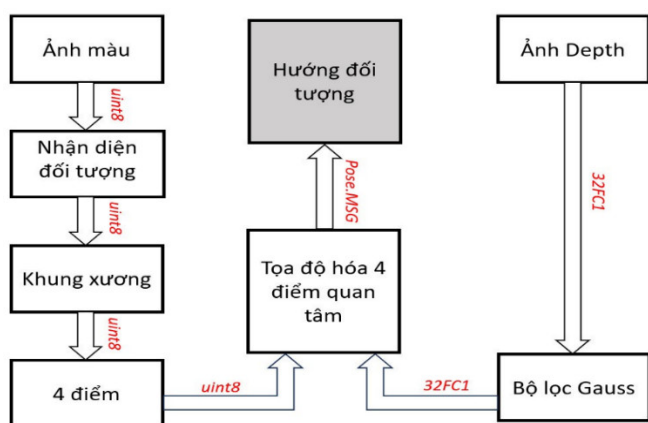 Ảnh màu
uint8
Nhận diện
đối tượng
uint8
Khung xương
uint8
4 điểm
uint8
Hướng đối
tượng
Pose.MSG
Tọa độ hóa 4
điểm quan
tâm
Ảnh Depth
32FC1
Bộ lọc Gauss
32FC1